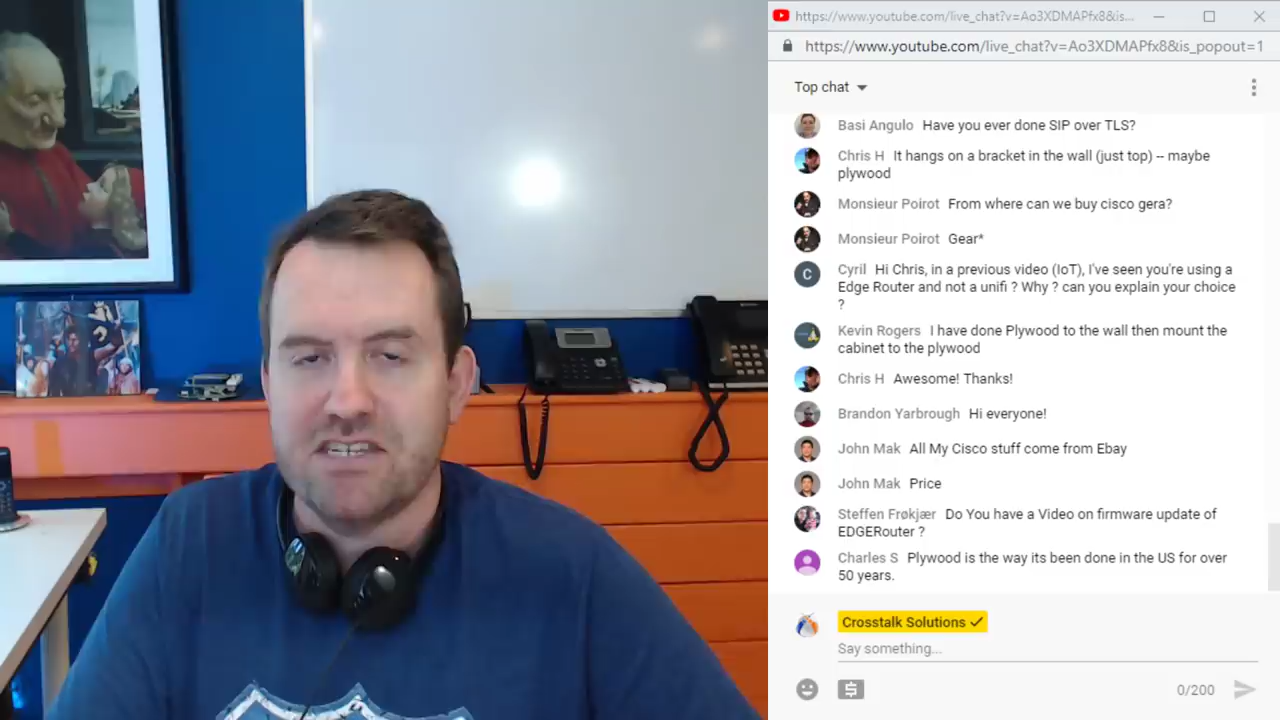 https://www.youtube.com/live_chat?v=Ao3XDMAPfx8&is...
https://www.youtube.com/live_chat?v=Ao3XDMAPfx8&is_popout=1
Top chat
Basi Angulo Have you ever done SIP over TLS?
Chris H It hangs on a bracket in the wall (just top) -- maybe
plywood
Monsieur Poirot From where can we buy cisco gera?
Monsieur Poirot Gear*
C
Cyril Hi Chris, in a previous video (IoT), I've seen you're using a
Edge Router and not a unifi ? Why ? can you explain your choice
?
Kevin Rogers I have done Plywood to the wall then mount the
cabinet to the plywood
Chris H Awesome! Thanks!
Brandon Yarbrough Hi everyone!
John Mak All My Cisco stuff come from Ebay
John Mak Price
Steffen Frøkjær Do You have a Video on firmware update of
EDGERouter ?
Charles S Plywood is the way its been done in the US for over
50 years.
Crosstalk Solutions
Say something...
0/200